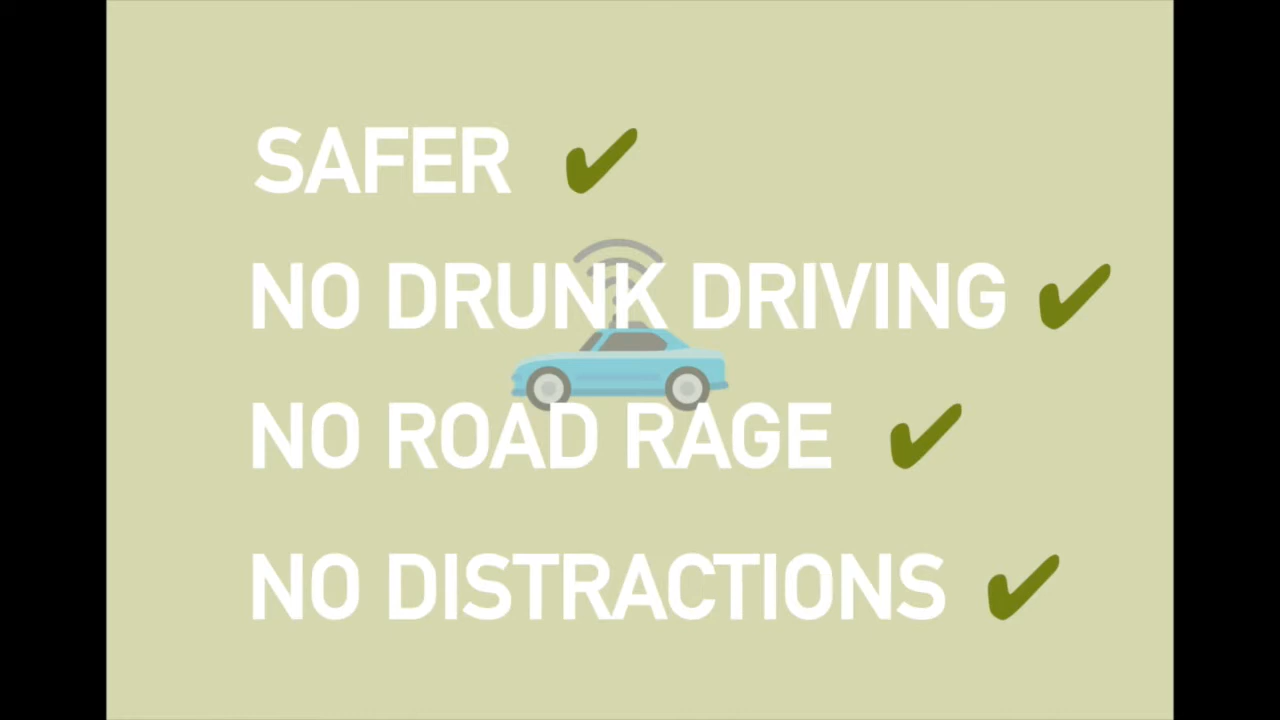 SAFER ✔
NO DRUNK DRIVING ✔
NO ROAD RAGE ✔
NO DISTRACTIONS ✔